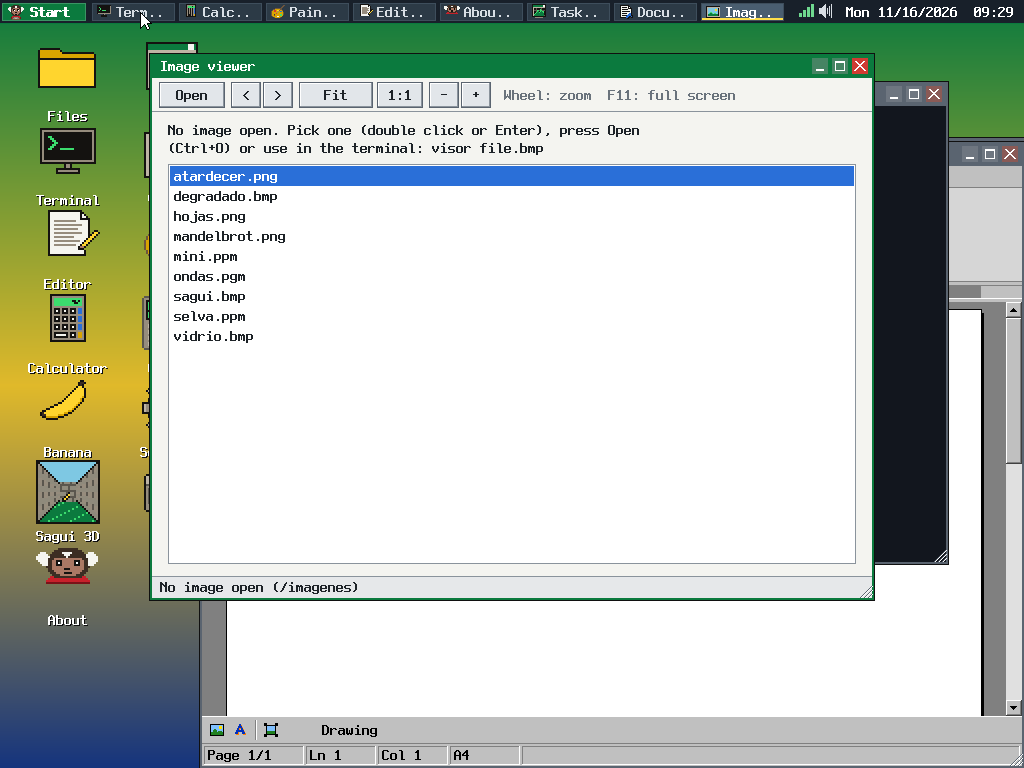 Start Term.. Calc.. Pain.. Edit.. Abou.. Task.. Docu.. Imag.. Mon 11/16/2026 09:29
Files
Terminal
Editor
Calculator
Banana
Sagui 3D
About
Image viewer
Open < > Fit 1:1 - + Wheel: zoom F11: full screen
No image open. Pick one (double click or Enter), press Open
(Ctrl+O) or use in the terminal: visor file.bmp
atardecer.png
degradado.bmp
hojas.png
mandelbrot.png
mini.ppm
ondas.pgm
sagui.bmp
selva.ppm
vidrio.bmp
No image open (/imagenes)
A Drawing
Page 1/1 Ln 1 Col 1 A4